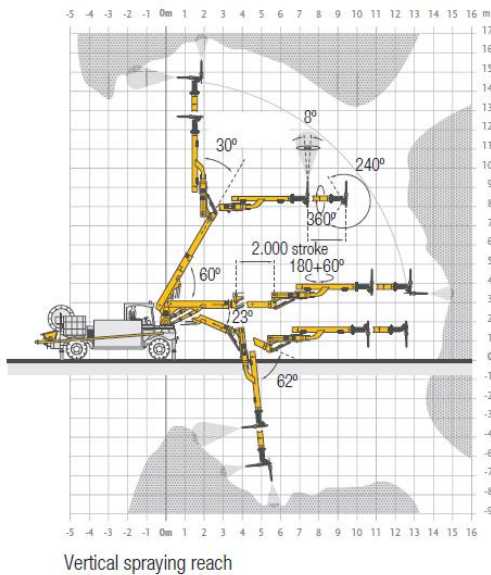 -5 -4 -3 -2 -1 0m 1 2 3 4 5 6 7 8 9 10 11 12 13 14 15 16 m
17
16
15
14
13
12
8º
11
30º
240º
10
9
8
360º
7
2.000 stroke
6
180+60º
5
60º
4
3
23º
2
1
0
62º
-1
-2
-3
-4
-5
-6
-7
-8
-9
-5 -4 -3 -2 -1 0m 1 2 3 4 5 6 7 8 9 10 11 12 13 14 15 16
Vertical spraying reach